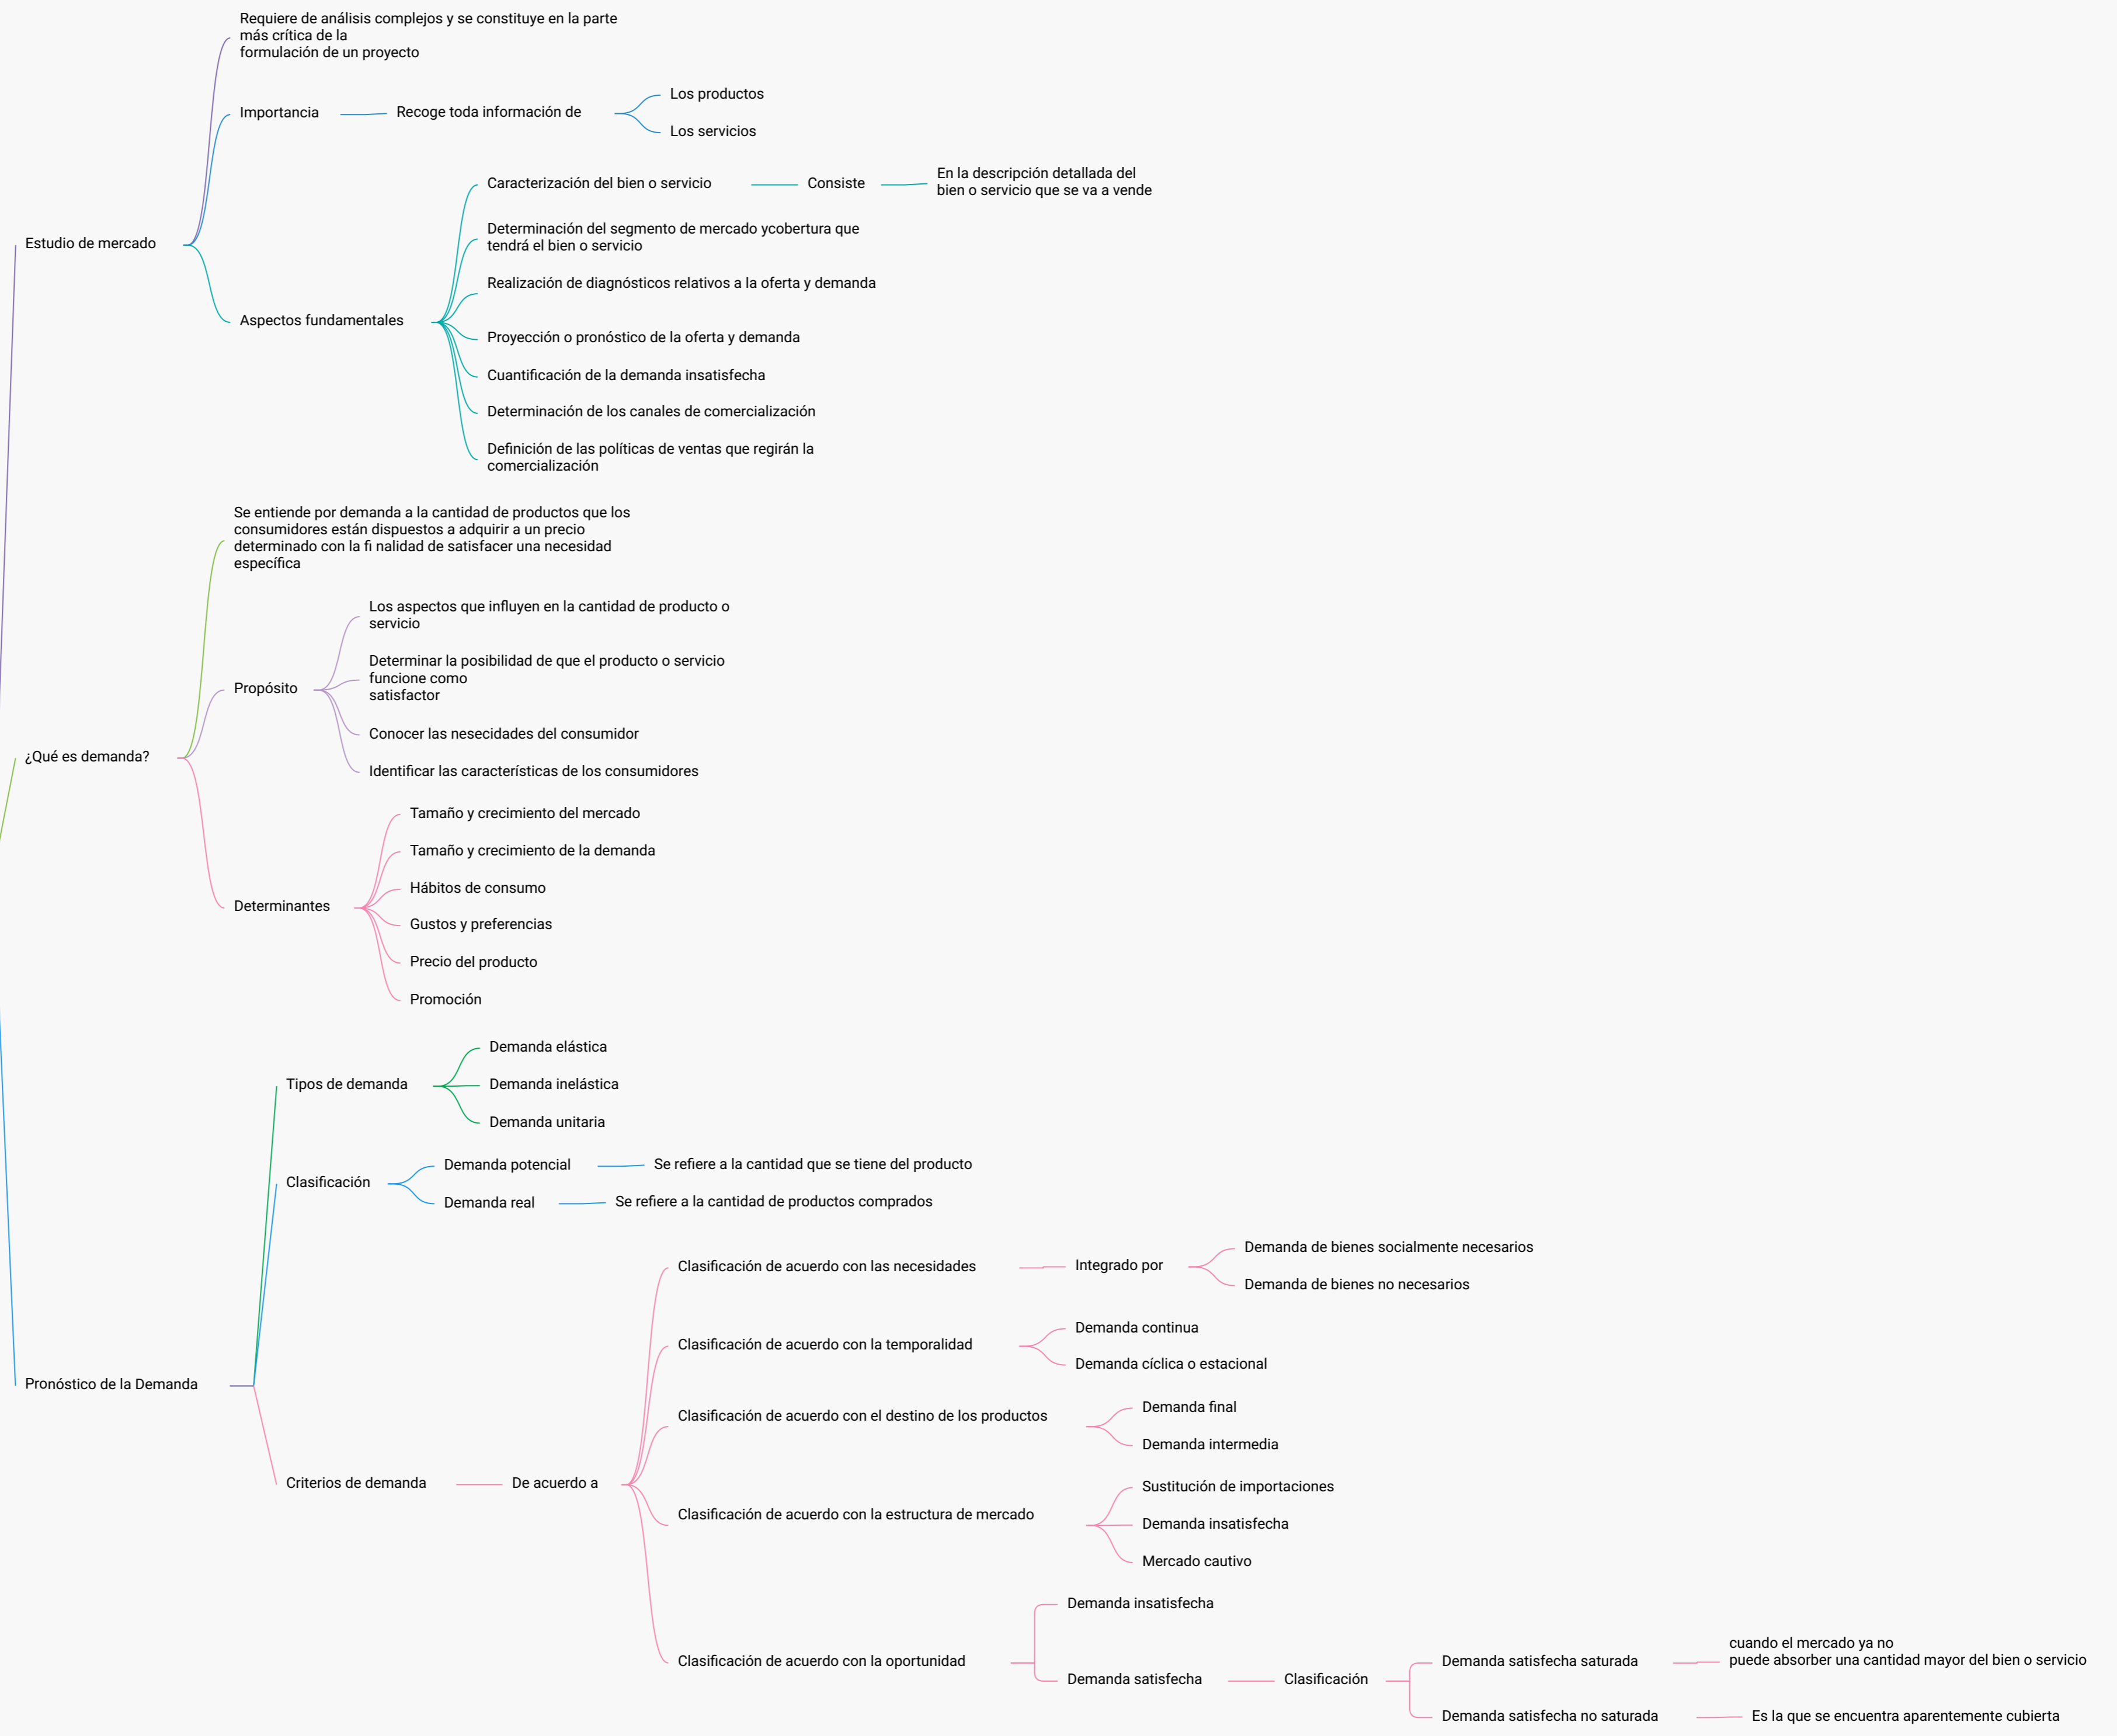 Requiere de análisis complejos y se constituye en la parte
más crítica de la
formulación de un proyecto
Importancia
Recoge toda información de
Los productos
Los servicios
Estudio de mercado
Aspectos fundamentales
Caracterización del bien o servicio
Consiste
En la descripción detallada del
bien o servicio que se va a vende
Determinación del segmento de mercado ycobertura que
tendrá el bien o servicio
Realización de diagnósticos relativos a la oferta y demanda
Proyección o pronóstico de la oferta y demanda
Cuantificación de la demanda insatisfecha
Determinación de los canales de comercialización
Definición de las políticas de ventas que regirán la
comercialización
Se entiende por demanda a la cantidad de productos que los
consumidores están dispuestos a adquirir a un precio
determinado con la fi nalidad de satisfacer una necesidad
específica
¿Qué es demanda?
Propósito
Los aspectos que influyen en la cantidad de producto o
servicio
Determinar la posibilidad de que el producto o servicio
funcione como
satisfactor
Conocer las nesecidades del consumidor
Identificar las características de los consumidores
Determinantes
Tamaño y crecimiento del mercado
Tamaño y crecimiento de la demanda
Hábitos de consumo
Gustos y preferencias
Precio del producto
Promoción
Pronóstico de la Demanda
Tipos de demanda
Demanda elástica
Demanda inelástica
Demanda unitaria
Clasificación
Demanda potencial
Se refiere a la cantidad que se tiene del producto
Demanda real
Se refiere a la cantidad de productos comprados
Criterios de demanda
De acuerdo a
Clasificación de acuerdo con las necesidades
Integrado por
Demanda de bienes socialmente necesarios
Demanda de bienes no necesarios
Clasificación de acuerdo con la temporalidad
Demanda continua
Demanda cíclica o estacional
Clasificación de acuerdo con el destino de los productos
Demanda final
Demanda intermedia
Clasificación de acuerdo con la estructura de mercado
Sustitución de importaciones
Demanda insatisfecha
Mercado cautivo
Clasificación de acuerdo con la oportunidad
Demanda insatisfecha
Demanda satisfecha
Clasificación
Demanda satisfecha saturada
cuando el mercado ya no
puede absorber una cantidad mayor del bien o servicio
Demanda satisfecha no saturada
Es la que se encuentra aparentemente cubierta